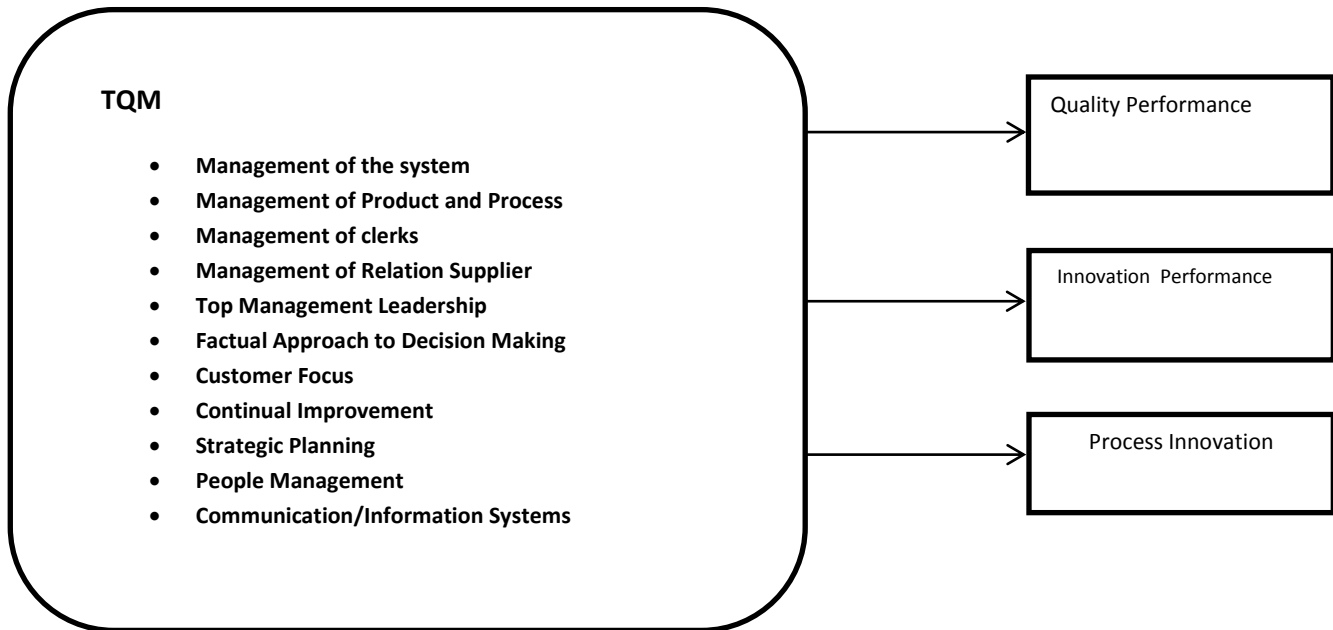 TQM
• Management of the system
• Management of Product and Process
• Management of clerks
• Management of Relation Supplier
• Top Management Leadership
• Factual Approach to Decision Making
• Customer Focus
• Continual Improvement
• Strategic Planning
• People Management
• Communication/Information Systems
Quality Performance
Innovation Performance
Process Innovation